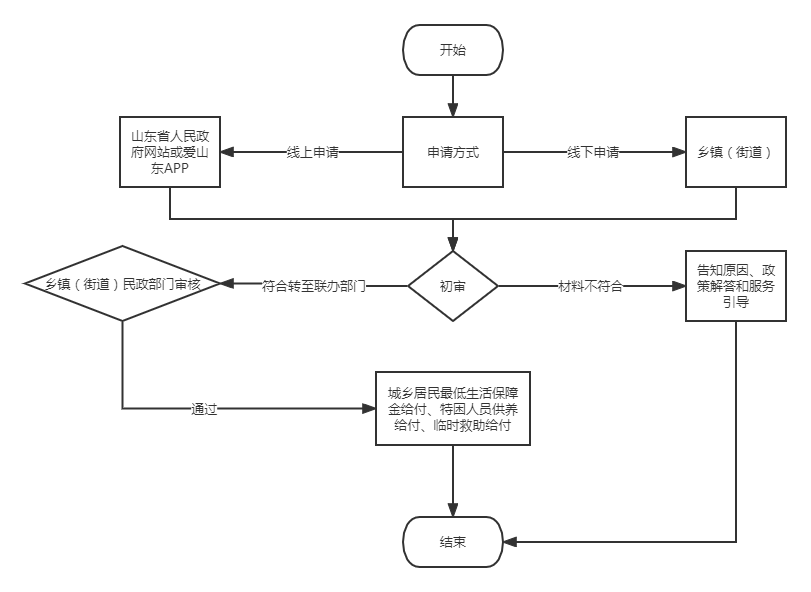 开始
山东省人民政
府网站或爱山
东APP
线上申请
申请方式
线下申请
乡镇（街道）
乡镇（街道）民政部门审核
符合转至联办部门
初审
材料不符合
告知原因、政
策解答和服务
引导
通过
城乡居民最低生活保障
金给付、特困人员供养
给付、临时救助给付
结束